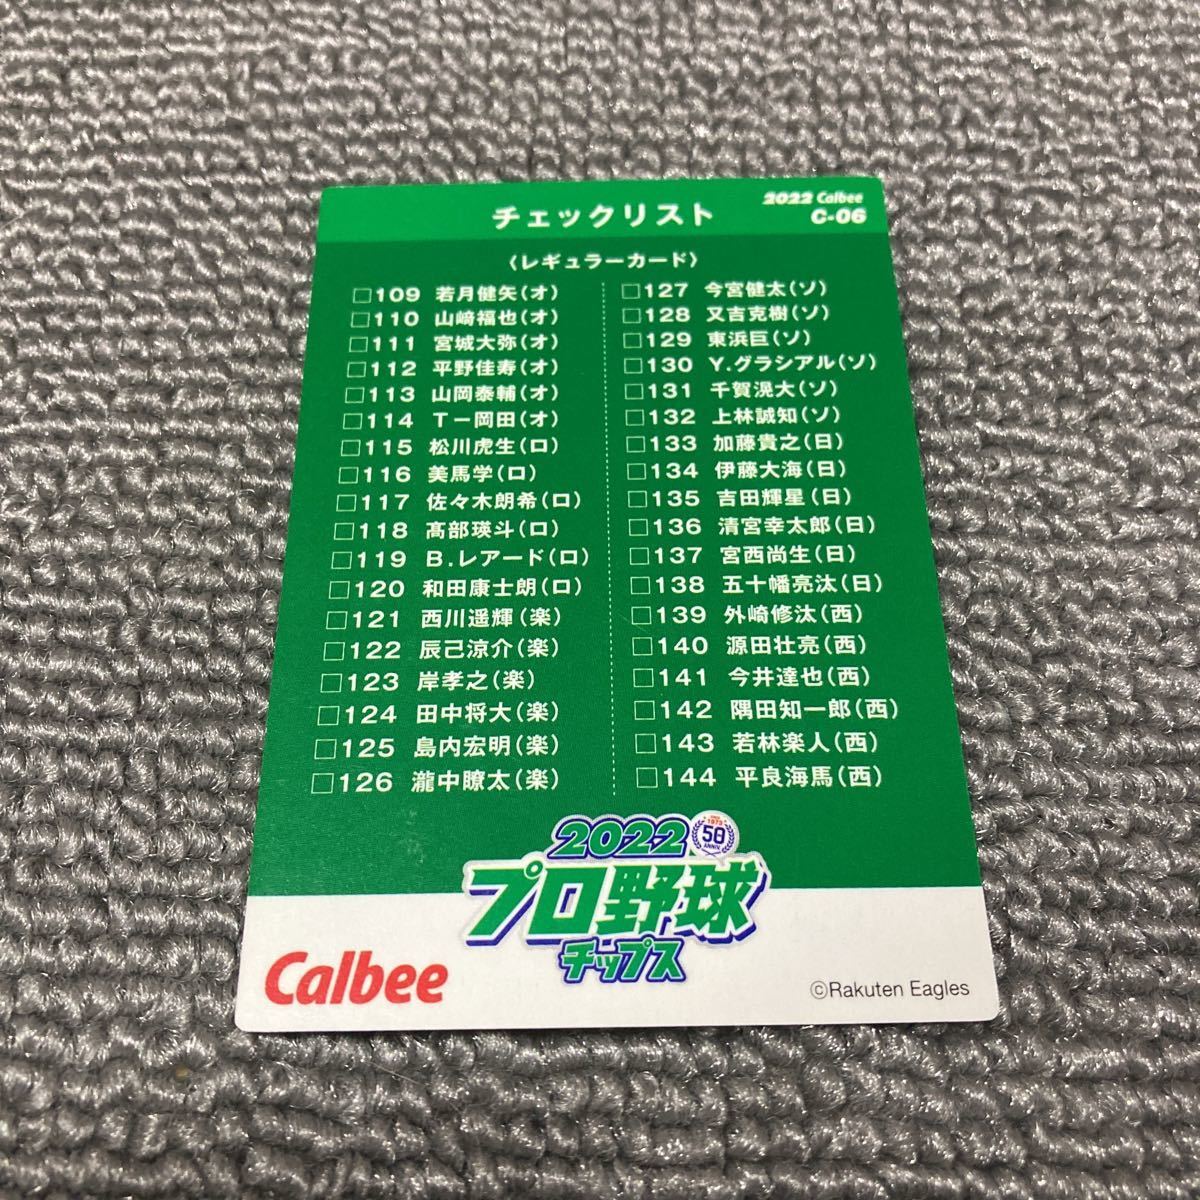 チェックリスト
2022 Calbee
C-06
〈レギュラーカード〉
□109 若月健矢(オ)
□110 山﨑福也(オ)
□111 宮城大弥(オ)
□112 平野佳寿(オ)
□113 山岡泰輔(オ)
□114 T-岡田(オ)
□115 松川虎生(ロ)
□116 美馬学(ロ)
□117 佐々木朗希(ロ)
□118 髙部瑛斗(ロ)
□119 B.レアード(ロ)
□120 和田康士朗(ロ)
□121 西川遥輝(楽)
□122 辰己涼介(楽)
□123 岸孝之(楽)
□124 田中将大(楽)
□125 島内宏明(楽)
□126 瀧中瞭太(楽)
□127 今宮健太(ソ)
□128 又吉克樹(ソ)
□129 東浜巨(ソ)
□130 Y.グラシアル(ソ)
□131 千賀滉大(ソ)
□132 上林誠知(ソ)
□133 加藤貴之(日)
□134 伊藤大海(日)
□135 吉田輝星(日)
□136 清宮幸太郎(日)
□137 宮西尚生(日)
□138 五十幡亮汰(日)
□139 外崎修汰(西)
□140 源田壮亮(西)
□141 今井達也(西)
□142 隅田知一郎(西)
□143 若林楽人(西)
□144 平良海馬(西)
2022
1973
50
ANNIV.
プロ野球
チップス
Calbee
©Rakuten Eagles